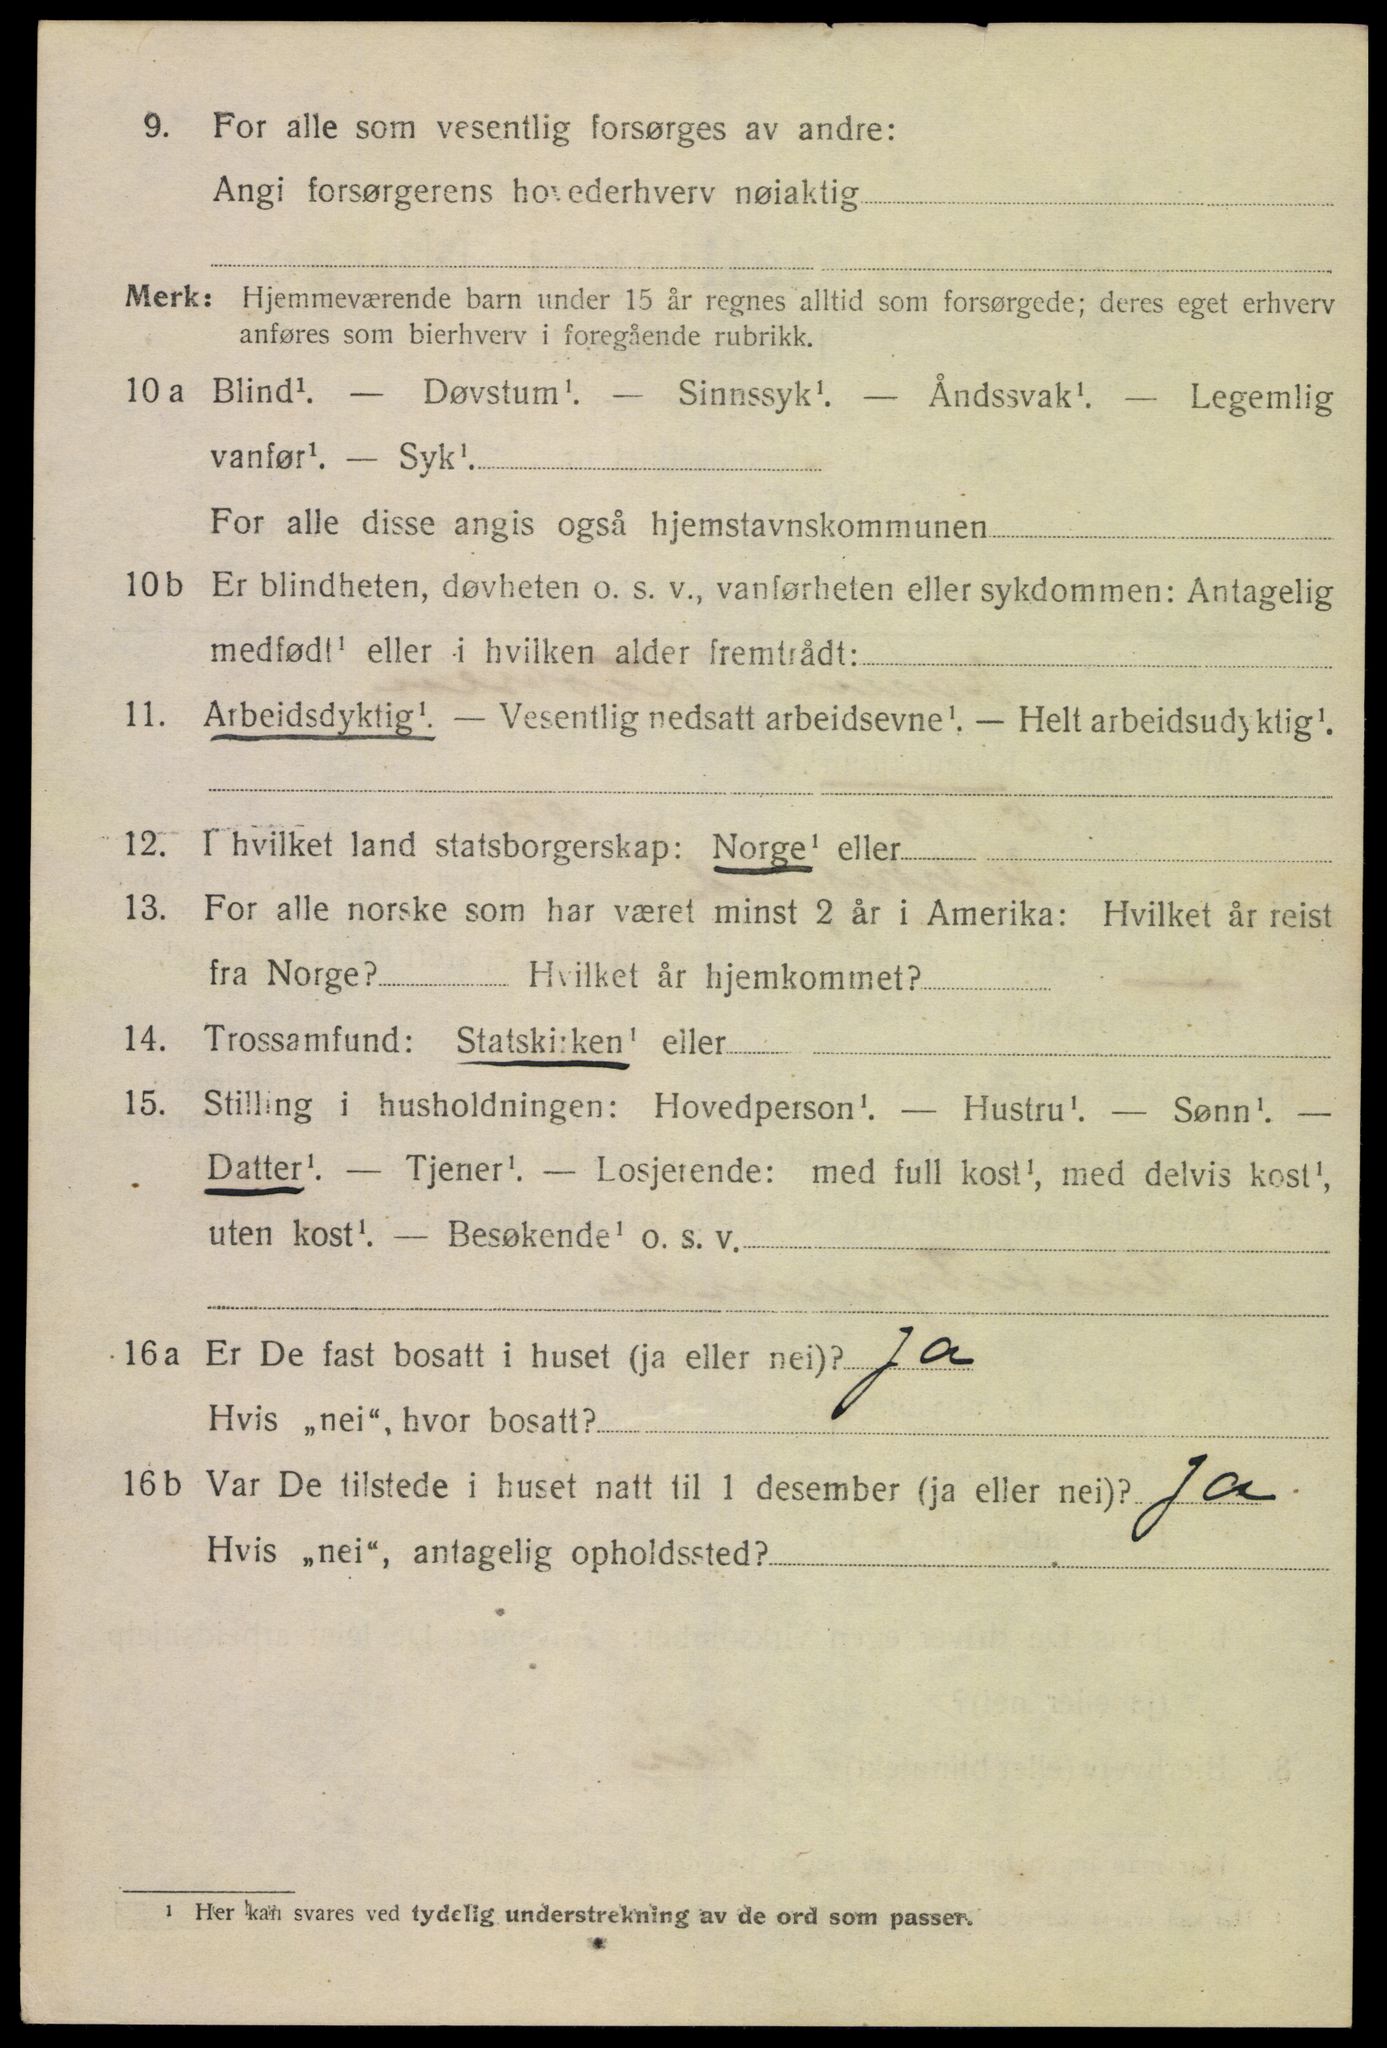 9. For alle som vesentlig forsørges av andre:
Angi forsørgerens hovederhverv nøiaktig
Merk: Hjemmeværende barn under 15 år regnes alltid som forsørgede; deres eget erhverv
anføres som bierhverv i foregående rubrikk.
10 a Blind¹. — Døvstum¹. — Sinnssyk¹. — Åndssvak¹. — Legemlig
vanfør¹. — Syk¹.
For alle disse angis også hjemstavnskommunen
10 b Er blindheten, døvheten o. s. v., vanførheten eller sykdommen: Antagelig
medfødt¹ eller i hvilken alder fremtrådt:
11. Arbeidsdyktig¹. — Vesentlig nedsatt arbeidsevne¹. — Helt arbeidsudyktig¹.
12. I hvilket land statsborgerskap: Norge¹ eller
13. For alle norske som har været minst 2 år i Amerika: Hvilket år reist
fra Norge? Hvilket år hjemkommet?
14. Trossamfund: Statskirken¹ eller
15. Stilling i husholdningen: Hovedperson¹. — Hustru¹. — Sønn¹. —
Datter¹. — Tjener¹. — Losjerende: med full kost¹, med delvis kost¹,
uten kost¹. — Besøkende¹ o. s. v.
16 a Er De fast bosatt i huset (ja eller nei)? Ja
Hvis „nei“, hvor bosatt?
16 b Var De tilstede i huset natt til 1 desember (ja eller nei)? Ja
Hvis „nei“, antagelig opholdssted?
¹ Her kan svares ved tydelig understrekning av de ord som passer.